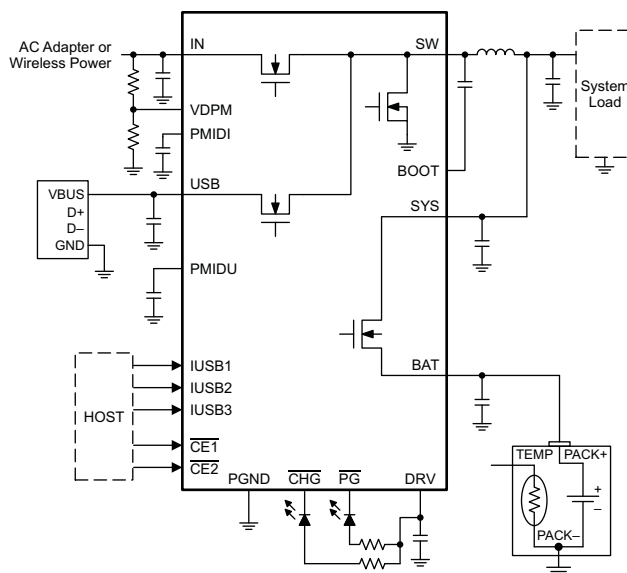 AC Adapter or
Wireless Power
IN
SW
VDPM
PMIDI
System
Load
BOOT
USB
VBUS
D+
D–
GND
SYS
PMIDU
BAT
HOST
IUSB1
IUSB2
IUSB3
CE1
CE2
PGND
CHG
PG
DRV
TEMP
PACK+
+
–
PACK–